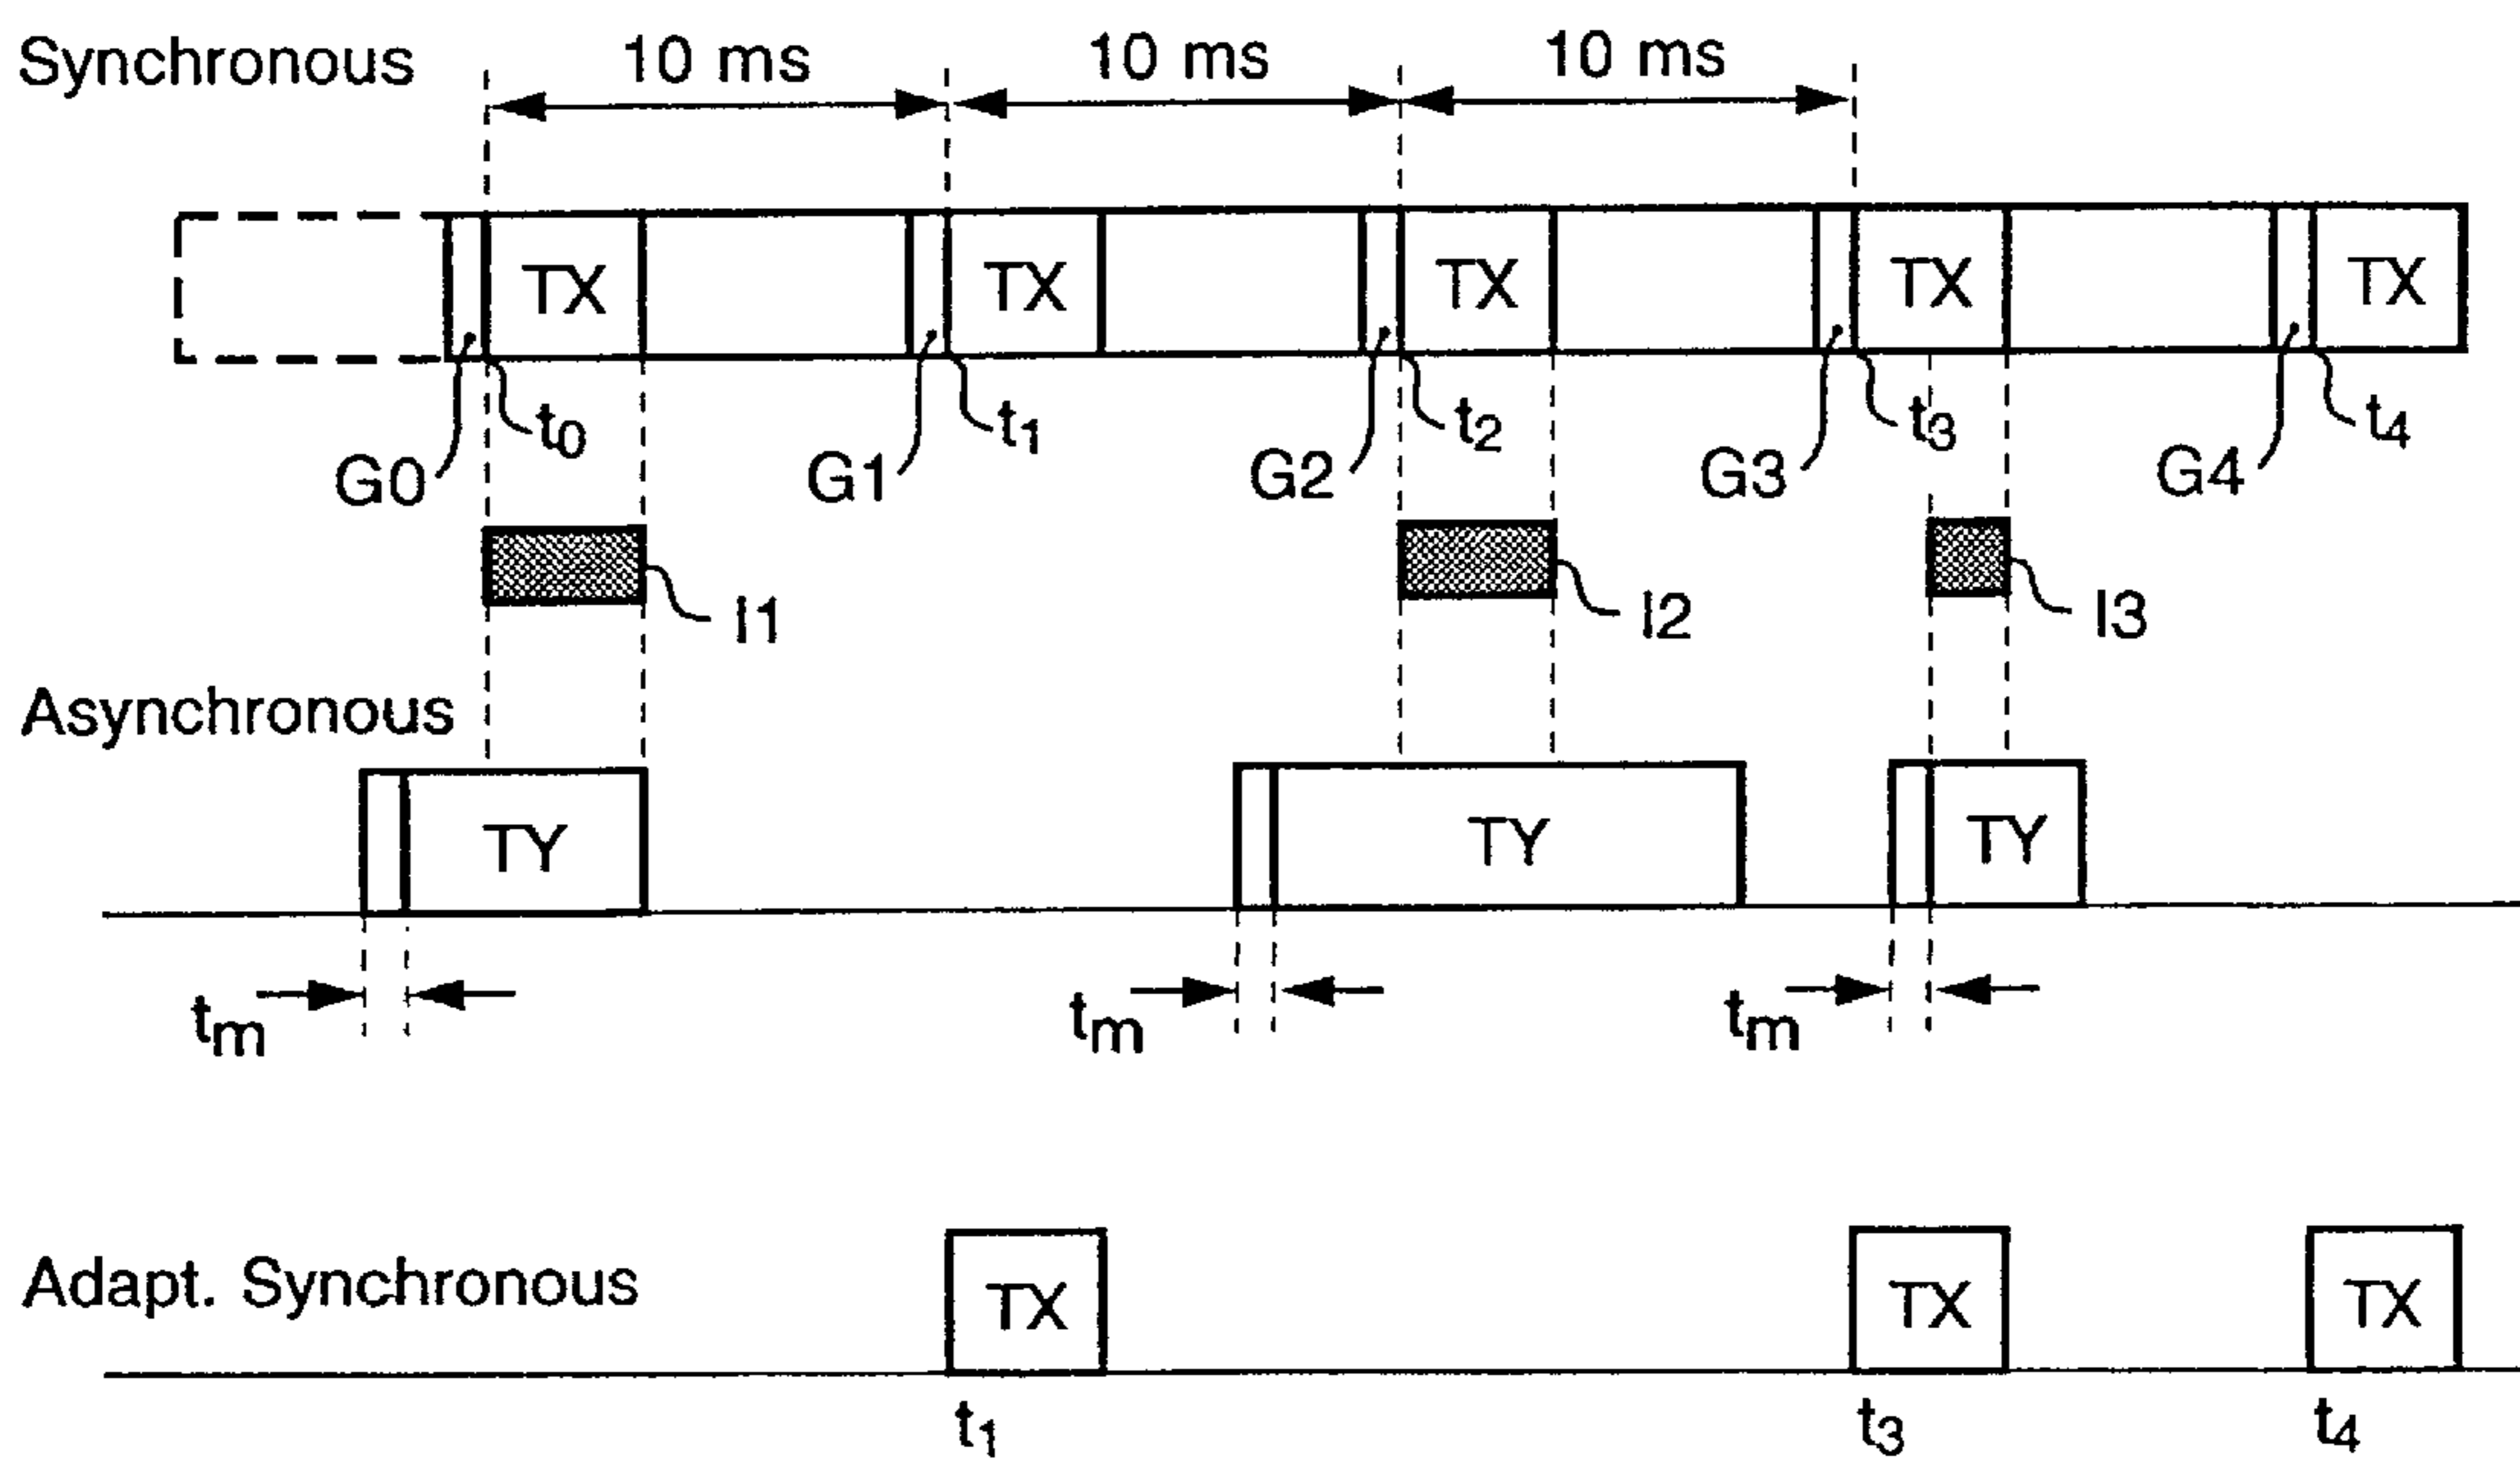 Synchronous
10 ms 10 ms 10 ms
TX TX TX TX TX
t0 t1 t2 t3 t4
G0 G1 G2 G3 G4
I1 I2 I3
Asynchronous
TY TY TY
tm tm tm
Adapt. Synchronous
TX TX TX
t1 t3 t4